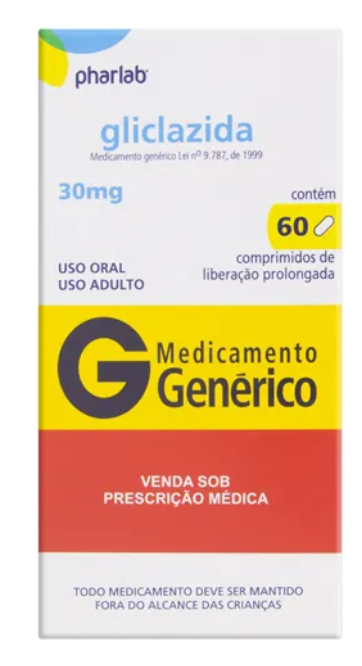 pharlab
gliclazida
Medicamento genérico Lei nº 9.787, de 1999
30mg
contém
60
comprimidos de
liberação prolongada
USO ORAL
USO ADULTO
G Medicamento
Genérico
VENDA SOB
PRESCRIÇÃO MÉDICA
TODO MEDICAMENTO DEVE SER MANTIDO
FORA DO ALCANCE DAS CRIANÇAS